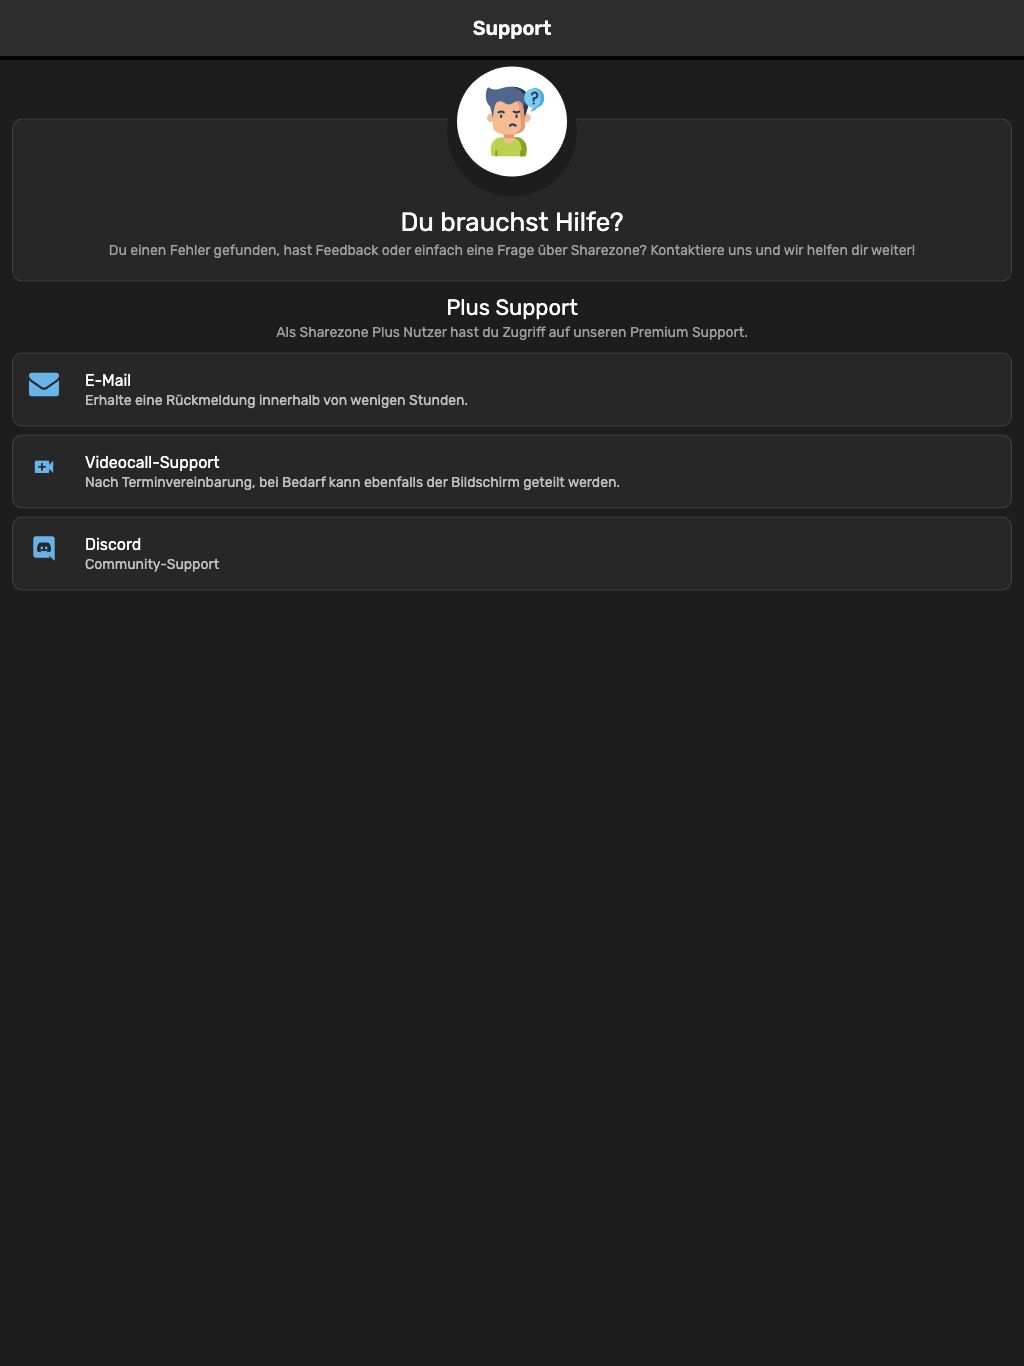 Support
?
Du brauchst Hilfe?
Du einen Fehler gefunden, hast Feedback oder einfach eine Frage über Sharezone? Kontaktiere uns und wir helfen dir weiter!
Plus Support
Als Sharezone Plus Nutzer hast du Zugriff auf unseren Premium Support.
E-Mail
Erhalte eine Rückmeldung innerhalb von wenigen Stunden.
Videocall-Support
Nach Terminvereinbarung, bei Bedarf kann ebenfalls der Bildschirm geteilt werden.
Discord
Community-Support